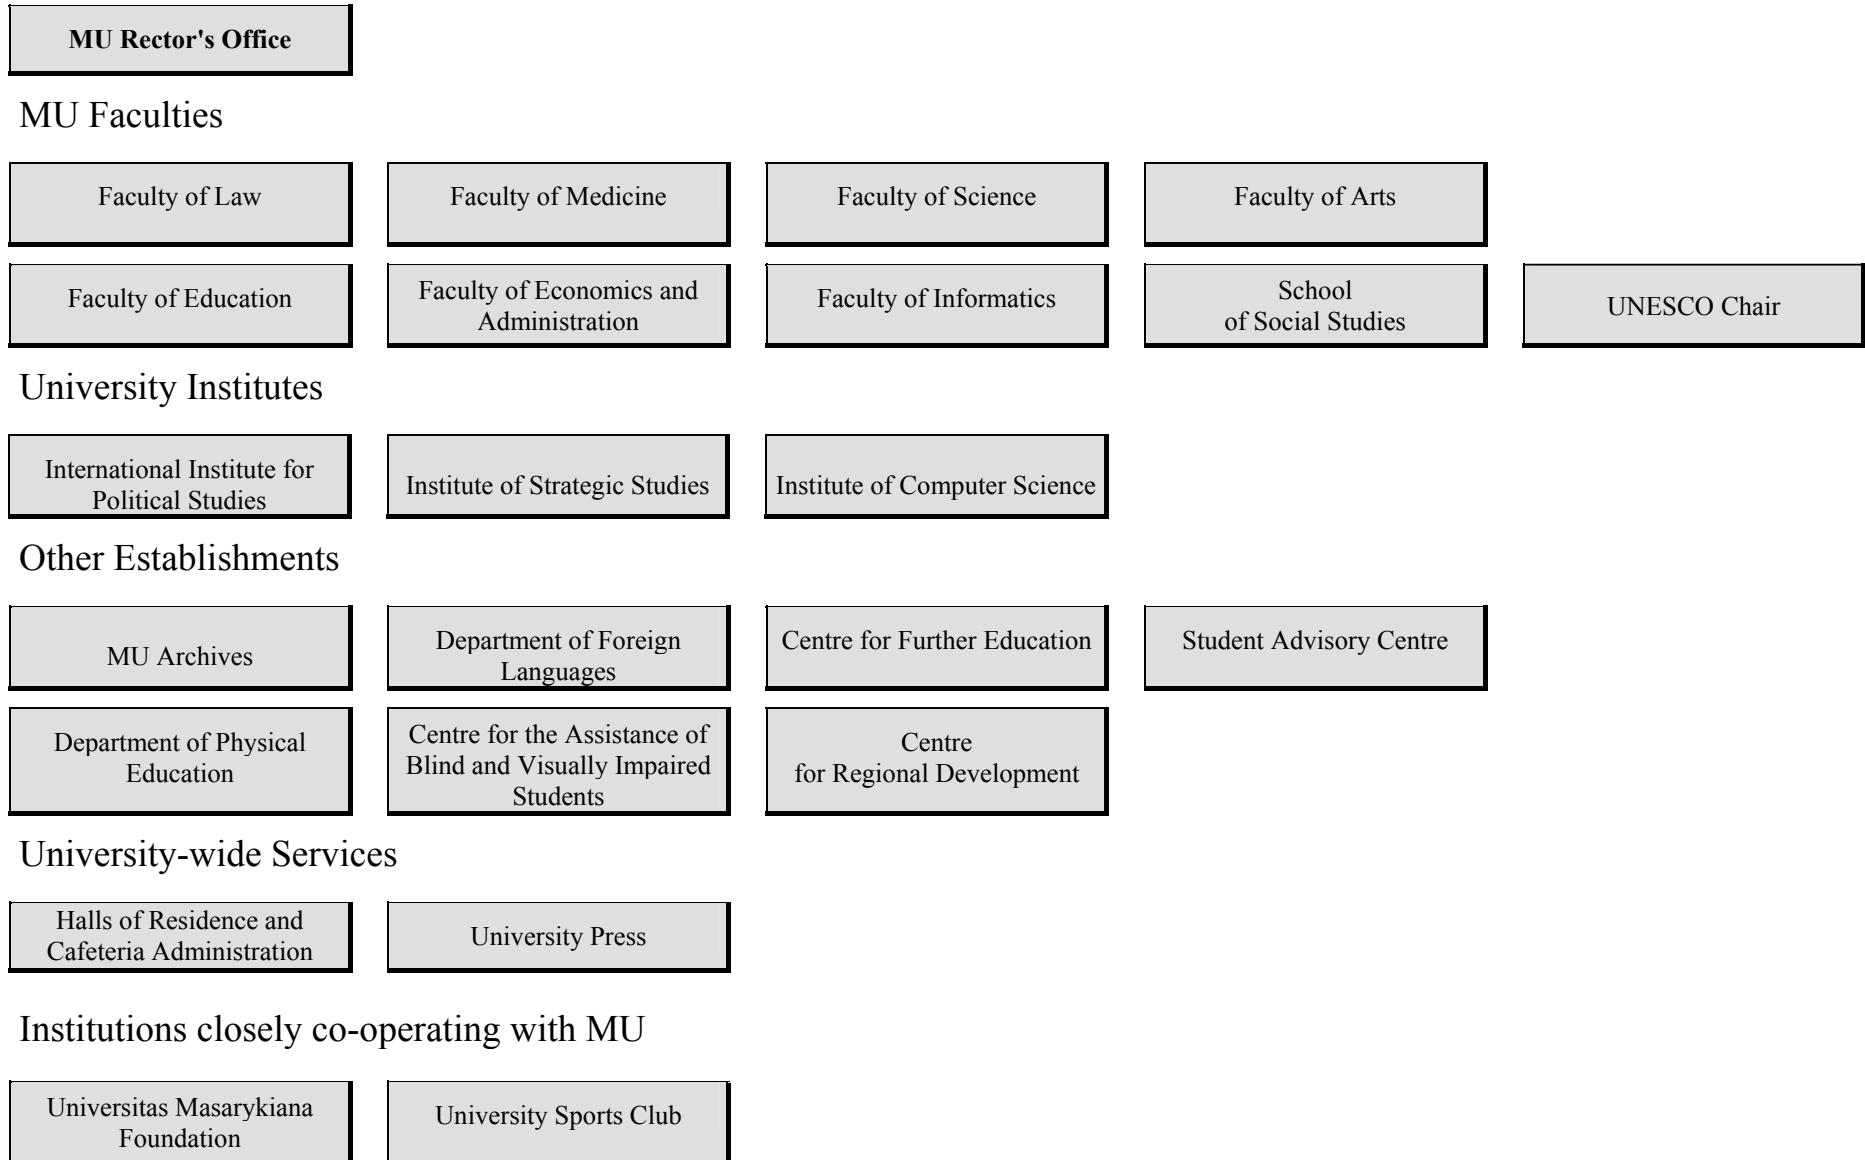 MU Rector's Office
MU Faculties
Faculty of Law
Faculty of Medicine
Faculty of Science
Faculty of Arts
Faculty of Education
Faculty of Economics and
Administration
Faculty of Informatics
School
of Social Studies
UNESCO Chair
University Institutes
International Institute for
Political Studies
Institute of Strategic Studies
Institute of Computer Science
Other Establishments
MU Archives
Department of Foreign
Languages
Centre for Further Education
Student Advisory Centre
Department of Physical
Education
Centre for the Assistance of
Blind and Visually Impaired
Students
Centre
for Regional Development
University-wide Services
Halls of Residence and
Cafeteria Administration
University Press
Institutions closely co-operating with MU
Universitas Masarykiana
Foundation
University Sports Club